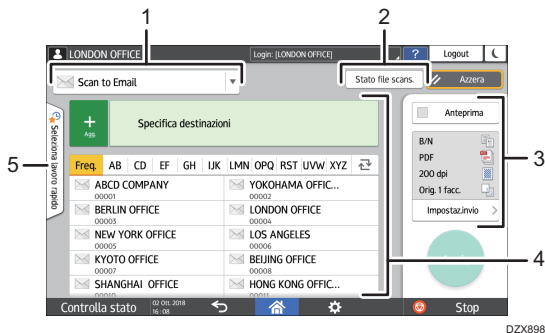 1
2
LONDON OFFICE
Login: [LONDON OFFICE]
?
Logout
Scan to Email
Stato file scans.
Azzera
+
Agg.
Specifica destinazioni
Anteprima
Seleziona lavoro rapido
5
3
B/N
PDF
200 dpi
Orig. 1 facc.
Impostaz.invio
Freq. AB CD EF GH IJK LMN OPQ RST UVW XYZ
ABCD COMPANY
00001
YOKOHAMA OFFIC...
00002
BERLIN OFFICE
00003
LONDON OFFICE
00004
NEW YORK OFFICE
00005
LOS ANGELES
00006
KYOTO OFFICE
00007
BEIJING OFFICE
00008
4
SHANGHAI OFFICE
HONG KONG OFFIC...
Controlla stato
02 Ott. 2018
16:08
Stop
DZX898